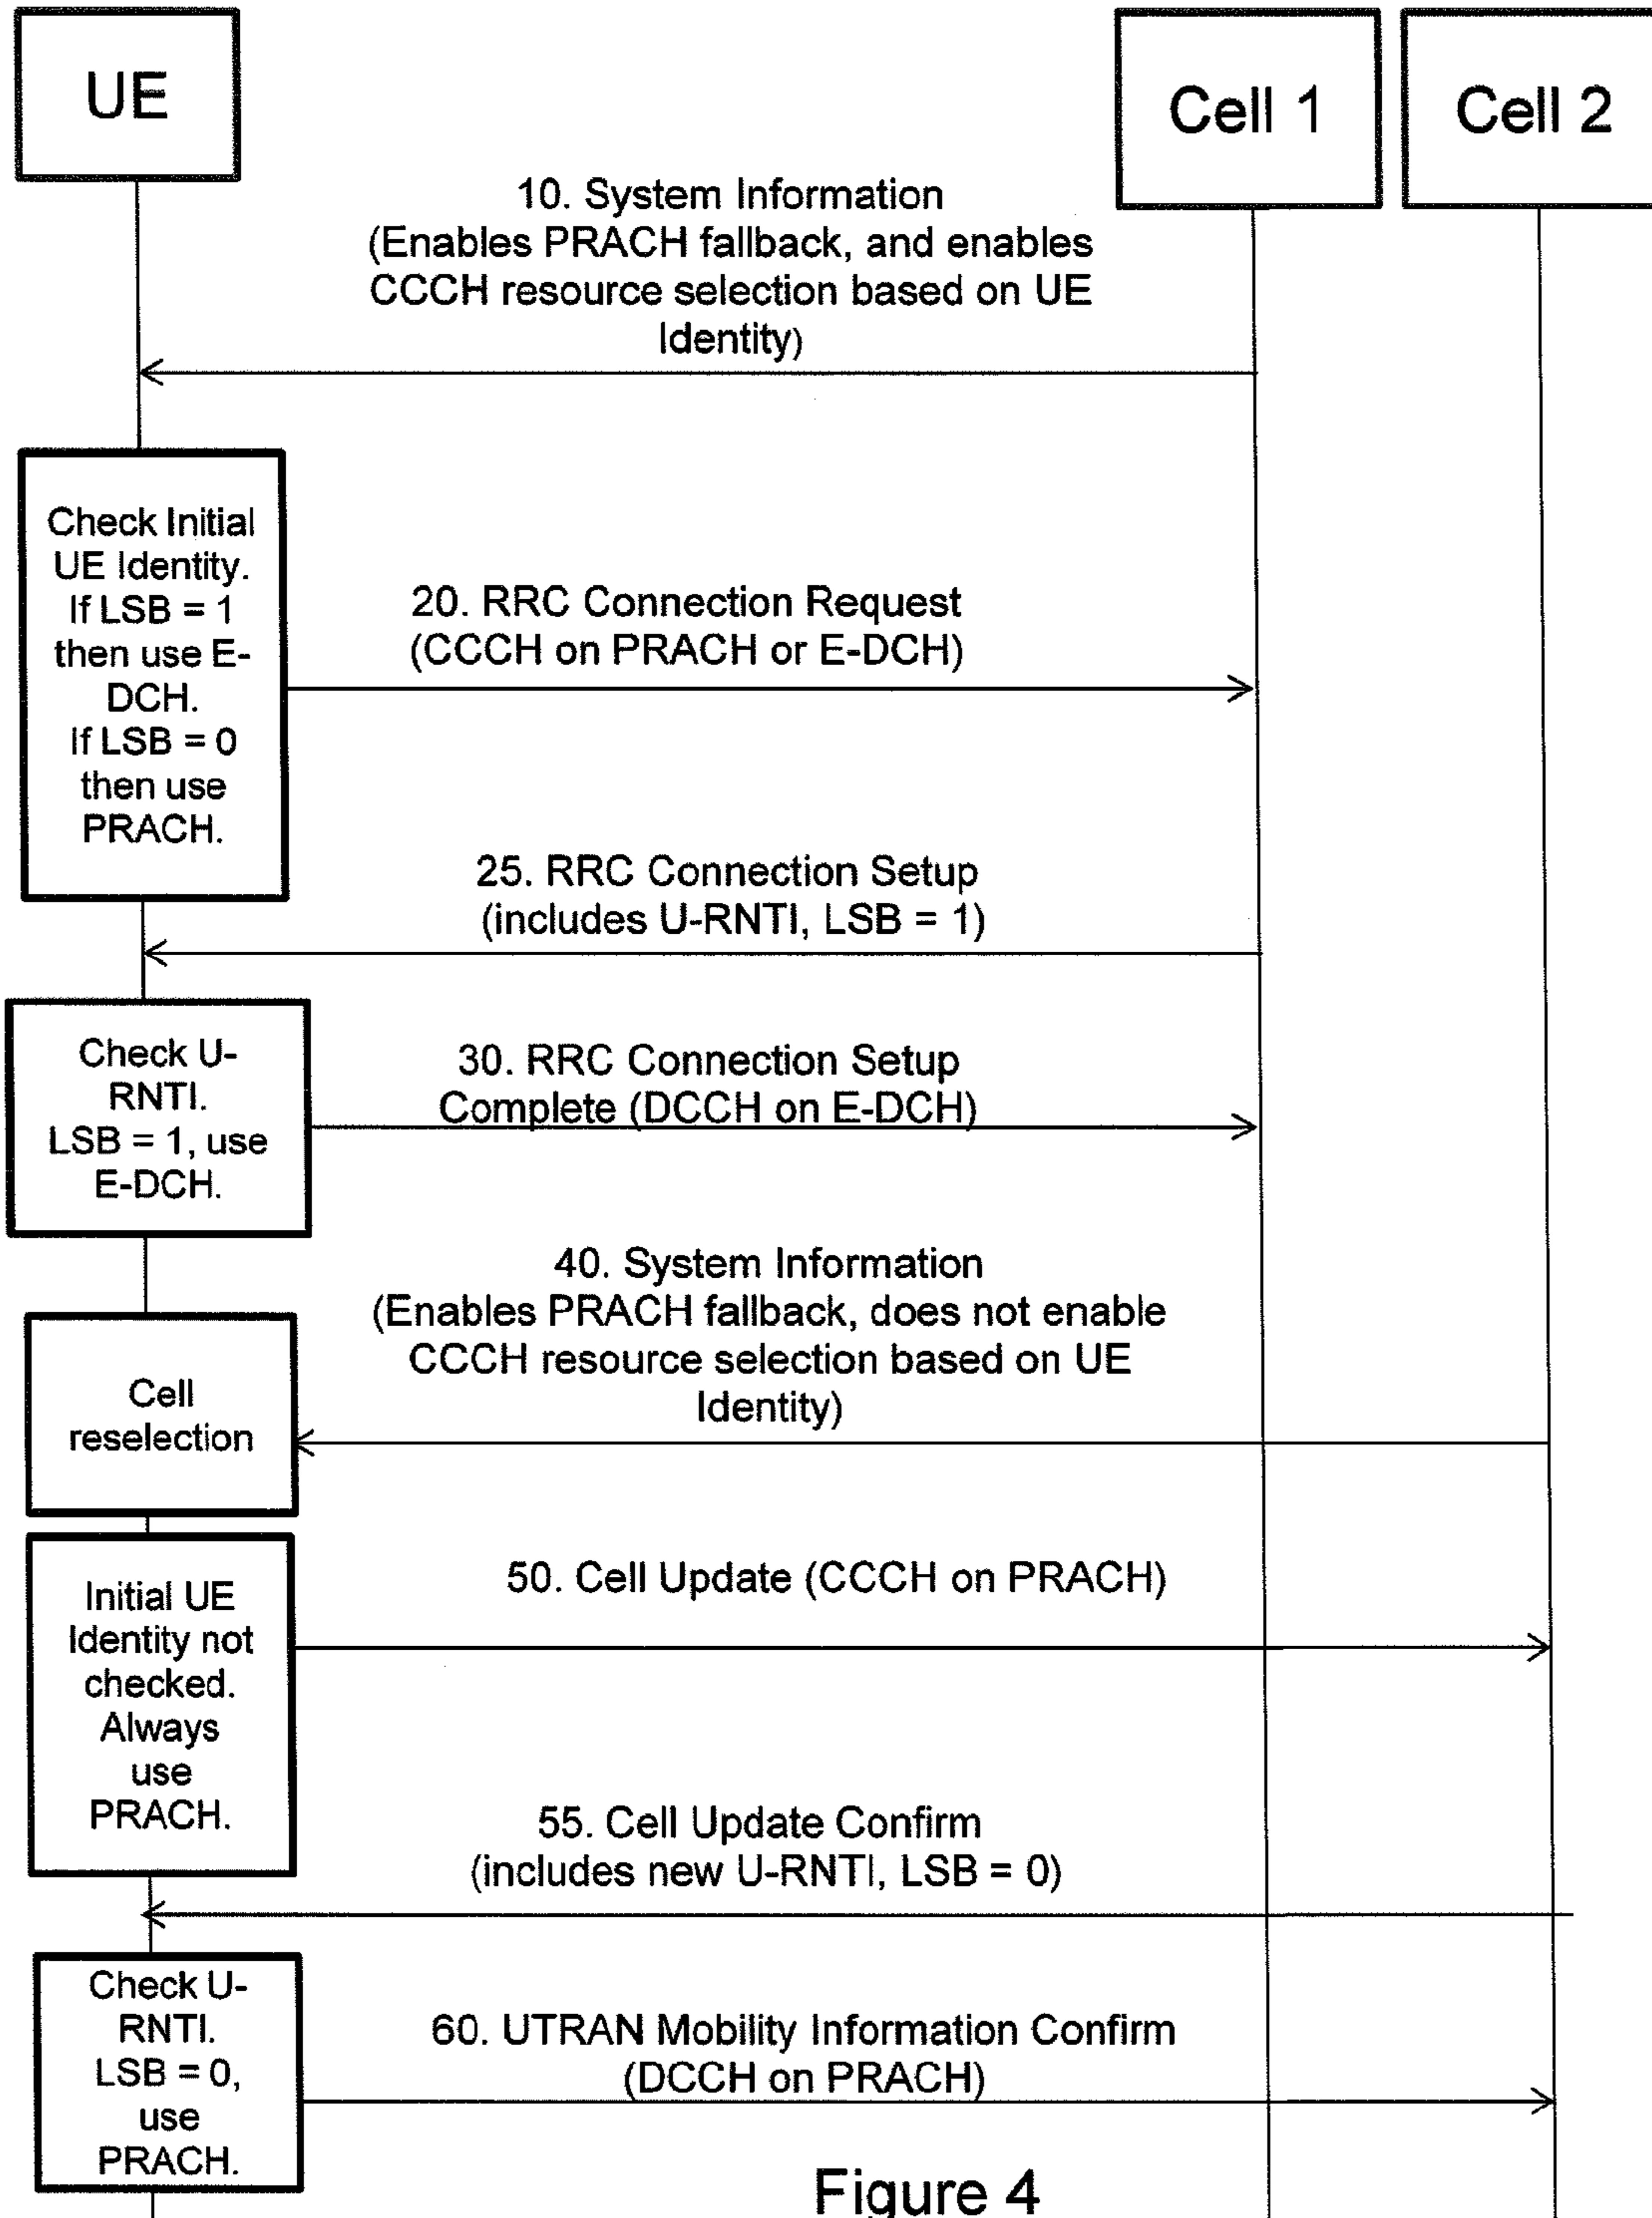 UE
Cell 1
Cell 2
10. System Information
(Enables PRACH fallback, and enables
CCCH resource selection based on UE
Identity)
Check Initial
UE Identity.
If LSB = 1
then use E-
DCH.
If LSB = 0
then use
PRACH.
20. RRC Connection Request
(CCCH on PRACH or E-DCH)
25. RRC Connection Setup
(includes U-RNTI, LSB = 1)
Check U-
RNTI.
LSB = 1, use
E-DCH.
30. RRC Connection Setup
Complete (DCCH on E-DCH)
40. System Information
(Enables PRACH fallback, does not enable
CCCH resource selection based on UE
Identity)
Cell
reselection
Initial UE
Identity not
checked.
Always
use
PRACH.
50. Cell Update (CCCH on PRACH)
55. Cell Update Confirm
(includes new U-RNTI, LSB = 0)
Check U-
RNTI.
LSB = 0,
use
PRACH.
60. UTRAN Mobility Information Confirm
(DCCH on PRACH)
Figure 4